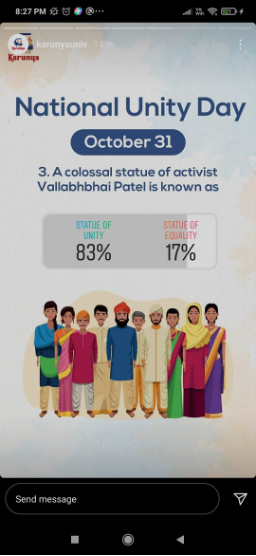 8:27 PM
karunyauniv 14 h
Karunya
National Unity Day
October 31
3. A colossal statue of activist
Vallabhbhai Patel is known as
STATUE OF UNITY
83%
STATUE OF EQUALITY
17%
Send message